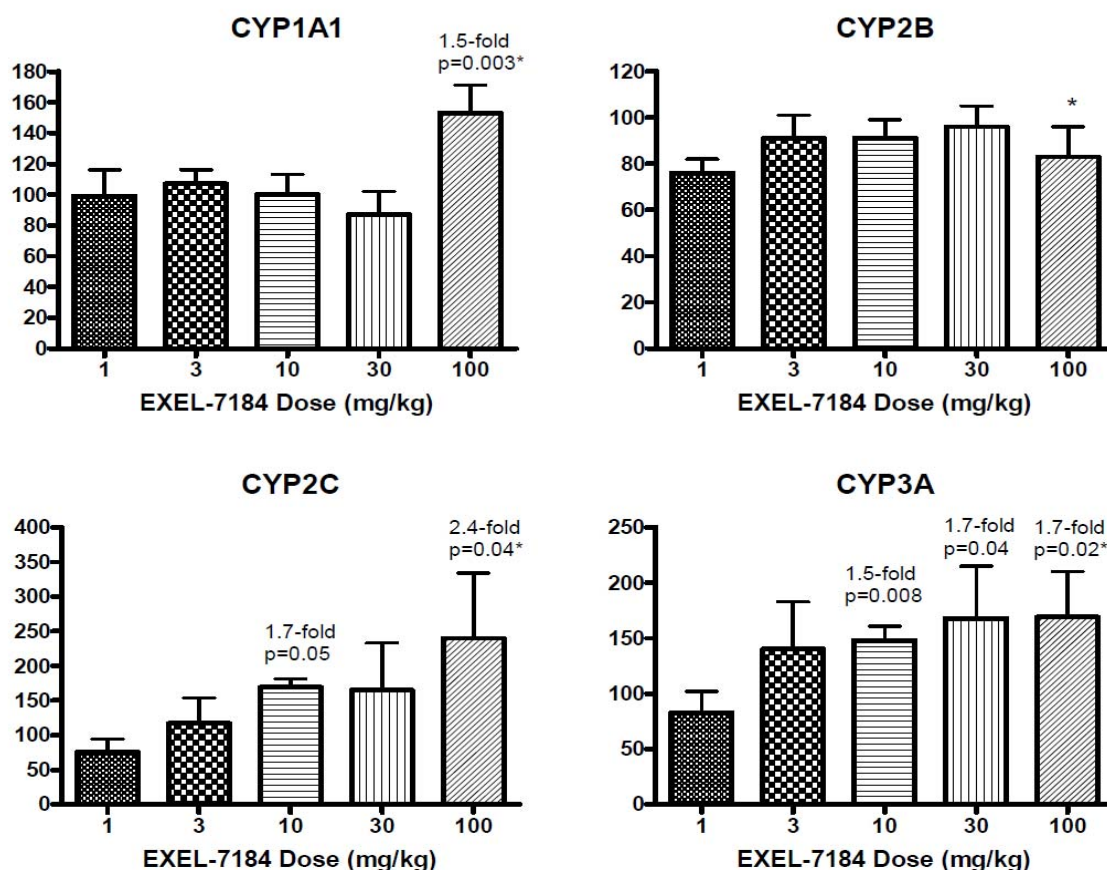 CYP1A1
1.5-fold
p=0.003*
180
160
140
120
100
80
60
40
20
0
1 3 10 30 100
EXEL-7184 Dose (mg/kg)
CYP2B
*
120
100
80
60
40
20
0
1 3 10 30 100
EXEL-7184 Dose (mg/kg)
CYP2C
2.4-fold
p=0.04*
1.7-fold
p=0.05
400
350
300
250
200
150
100
50
0
1 3 10 30 100
EXEL-7184 Dose (mg/kg)
CYP3A
1.7-fold
p=0.04
1.7-fold
p=0.02*
1.5-fold
p=0.008
250
200
150
100
50
0
1 3 10 30 100
EXEL-7184 Dose (mg/kg)